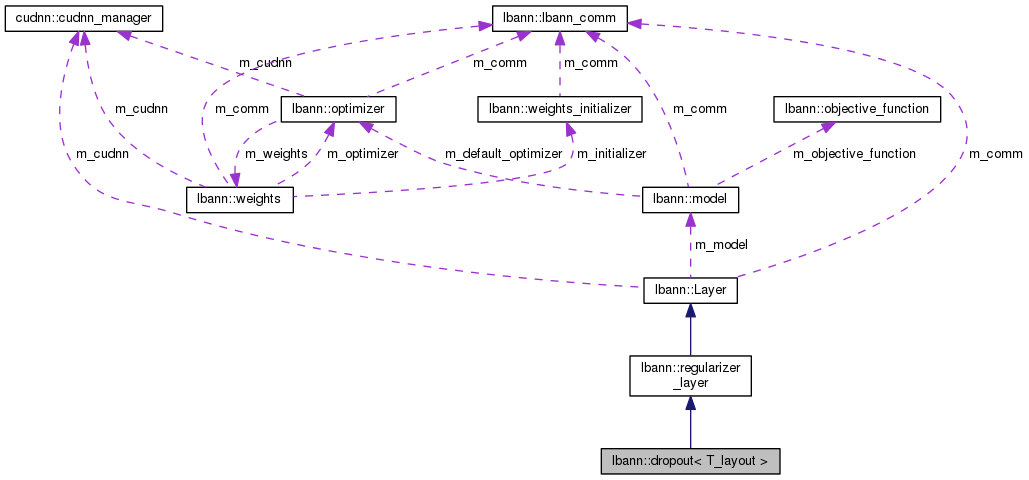 cudnn::cudnn_manager
lbann::lbann_comm
m_cudnn
m_comm
m_comm
lbann::optimizer
lbann::weights_initializer
lbann::objective_function
m_cudnn
m_comm
m_comm
m_cudnn
m_weights
m_optimizer
m_default_optimizer
m_initializer
m_objective_function
m_comm
lbann::weights
lbann::model
m_model
lbann::Layer
lbann::regularizer
_layer
lbann::dropout< T_layout >